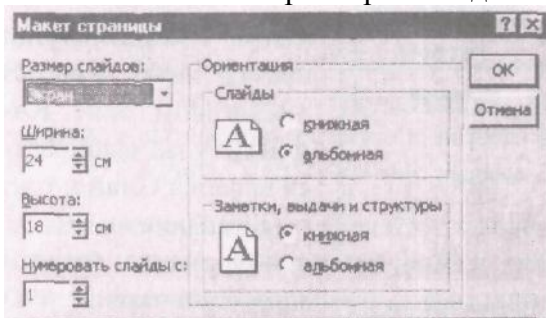 Макет страницы
Размер слайдов:
Экран
Ширина:
24 см
Высота:
18 см
Нумеровать слайды с:
1
Ориентация
Слайды
A
книжная
альбомная
Заметки, выдачи и структуры
A
книжная
альбомная
OK
Отмена